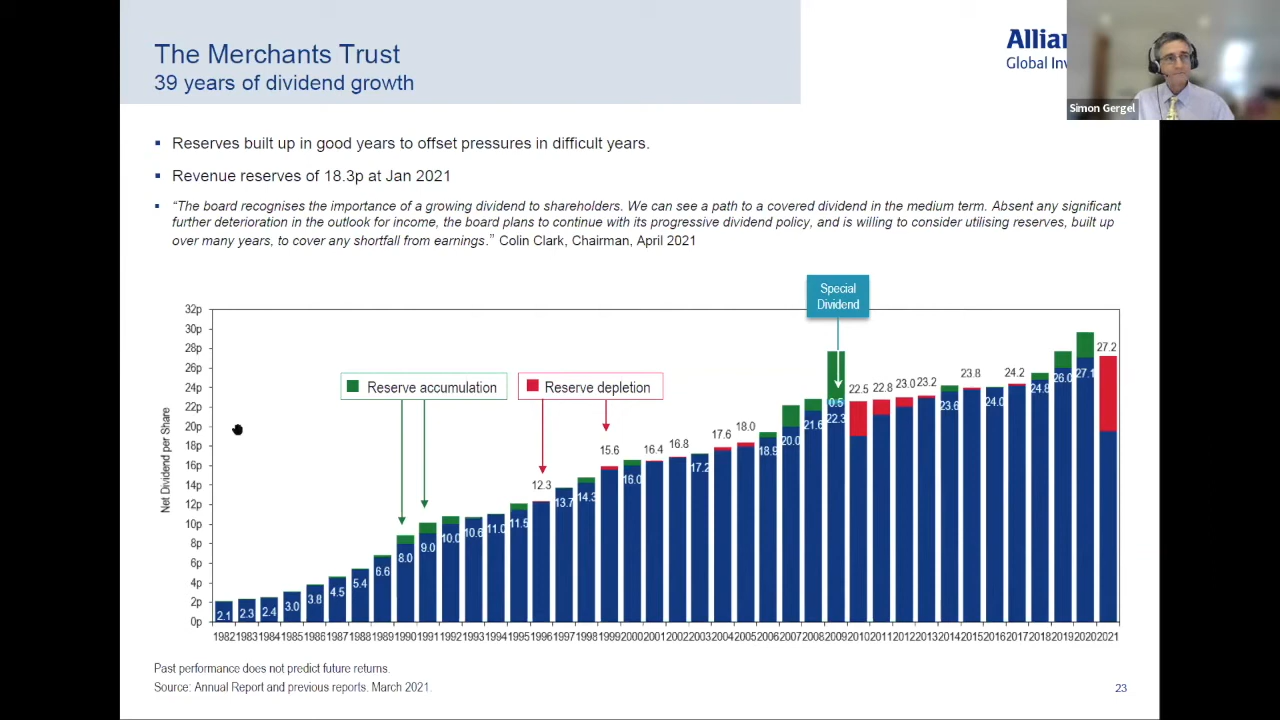 The Merchants Trust
39 years of dividend growth
Allia
Global Inv
Simon Gergel
▪ Reserves built up in good years to offset pressures in difficult years.
▪ Revenue reserves of 18.3p at Jan 2021
▪ “The board recognises the importance of a growing dividend to shareholders. We can see a path to a covered dividend in the medium term. Absent any significant
further deterioration in the outlook for income, the board plans to continue with its progressive dividend policy, and is willing to consider utilising reserves, built up
over many years, to cover any shortfall from earnings.” Colin Clark, Chairman, April 2021
Special
Dividend
Reserve accumulation
Reserve depletion
Net Dividend per Share
32p
30p
28p
26p
24p
22p
20p
18p
16p
14p
12p
10p
8p
6p
4p
2p
0p
2.1 2.3 2.4 3.0 3.8 4.5 5.4 6.6 8.0 9.0 10.0 10.6 11.0 11.5 12.3 13.7 14.3 15.6 16.0 16.4 16.8 17.2 17.6 18.0 18.9 20.0 21.6 0.5 22.3 22.5 22.8 23.0 23.2 23.6 23.8 24.0 24.2 24.8 26.0 27.1 27.2
1982 1983 1984 1985 1986 1987 1988 1989 1990 1991 1992 1993 1994 1995 1996 1997 1998 1999 2000 2001 2002 2003 2004 2005 2006 2007 2008 2009 2010 2011 2012 2013 2014 2015 2016 2017 2018 2019 2020 2021
Past performance does not predict future returns.
Source: Annual Report and previous reports. March 2021.
23